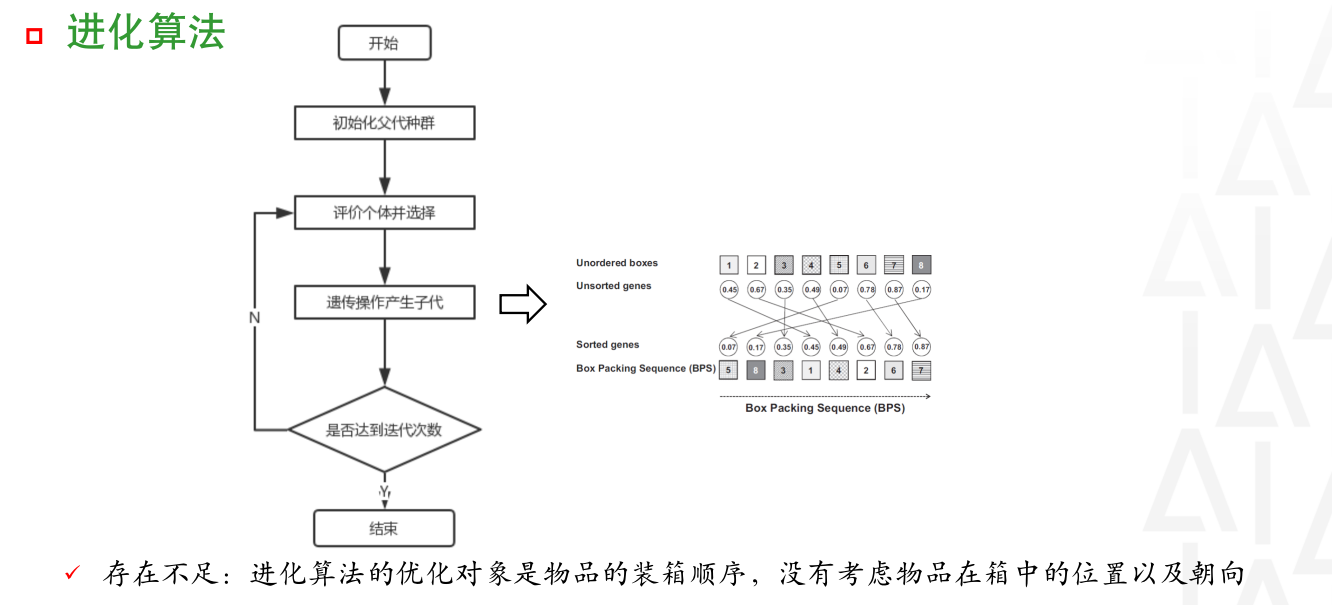 进化算法
开始
初始化父代种群
评价个体并选择
遗传操作产生子代
N
是否达到迭代次数
Y
结束
Unordered boxes 1 2 3 4 5 6 7 8
Unsorted genes 0.45 0.67 0.35 0.49 0.07 0.78 0.87 0.17
Sorted genes 0.07 0.17 0.35 0.45 0.49 0.67 0.78 0.87
Box Packing Sequence (BPS) 5 8 3 1 4 2 6 7
Box Packing Sequence (BPS)
存在不足：进化算法的优化对象是物品的装箱顺序，没有考虑物品在箱中的位置以及朝向